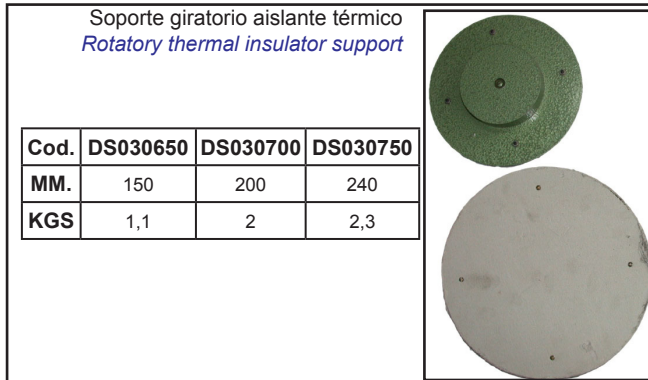 Soporte giratorio aislante térmico
Rotatory thermal insulator support
Cod. DS030650 DS030700 DS030750
MM. 150 200 240
KGS 1,1 2 2,3